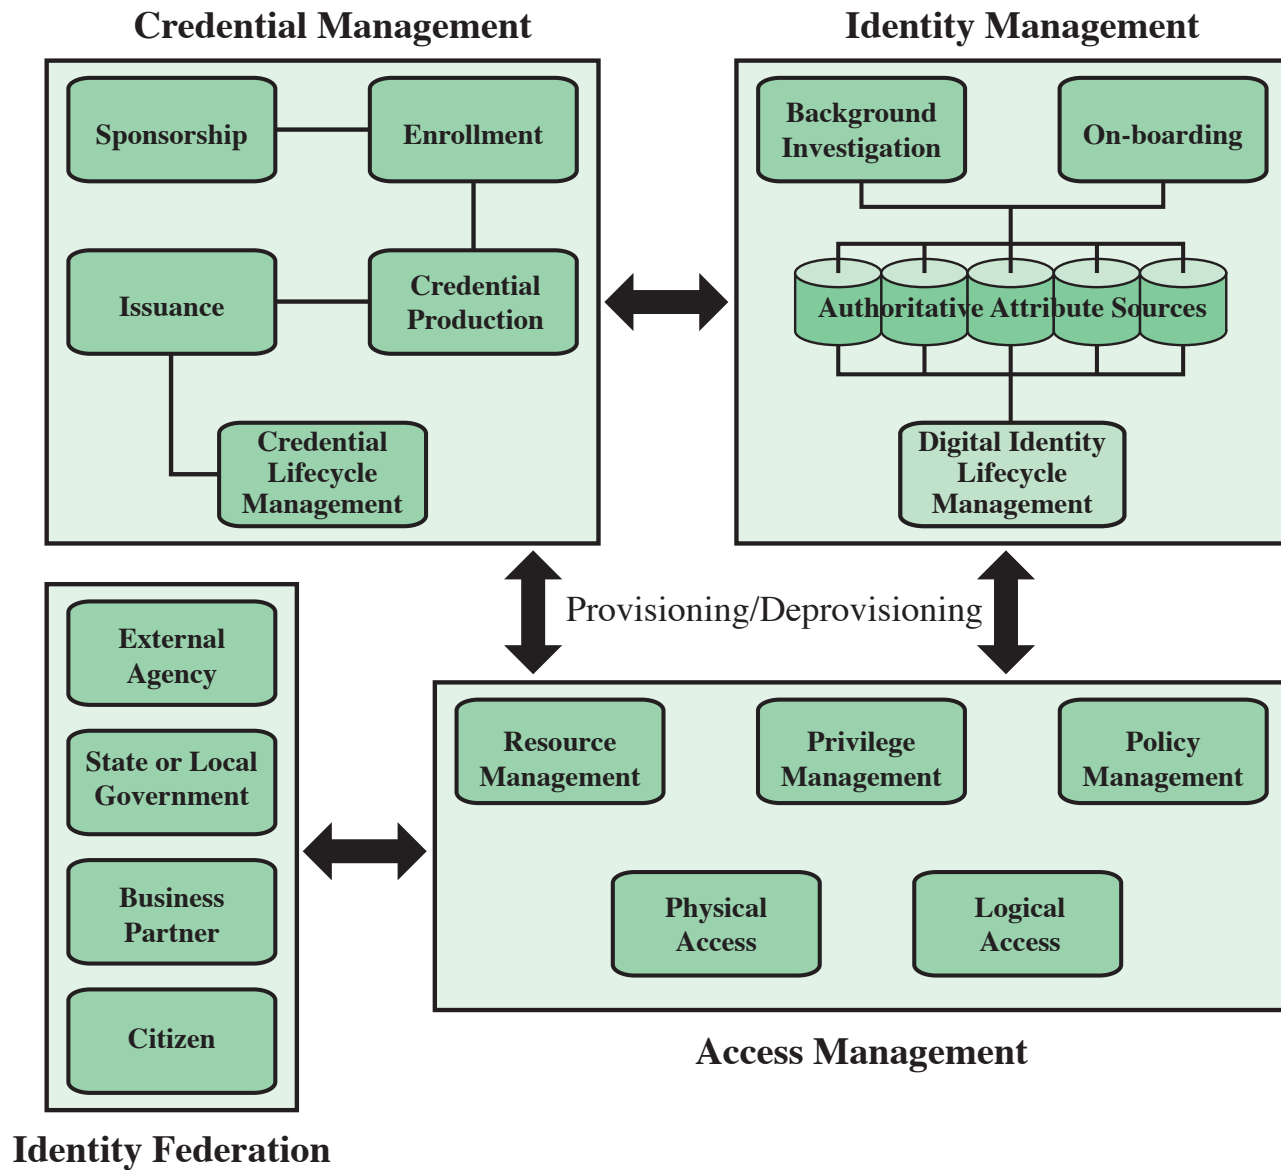 Credential Management
Sponsorship
Enrollment
Issuance
Credential
Production
Credential
Lifecycle
Management
Identity Management
Background
Investigation
On-boarding
Authoritative Attribute Sources
Digital Identity
Lifecycle
Management
Provisioning/Deprovisioning
External
Agency
State or Local
Government
Business
Partner
Citizen
Identity Federation
Resource
Management
Privilege
Management
Policy
Management
Physical
Access
Logical
Access
Access Management